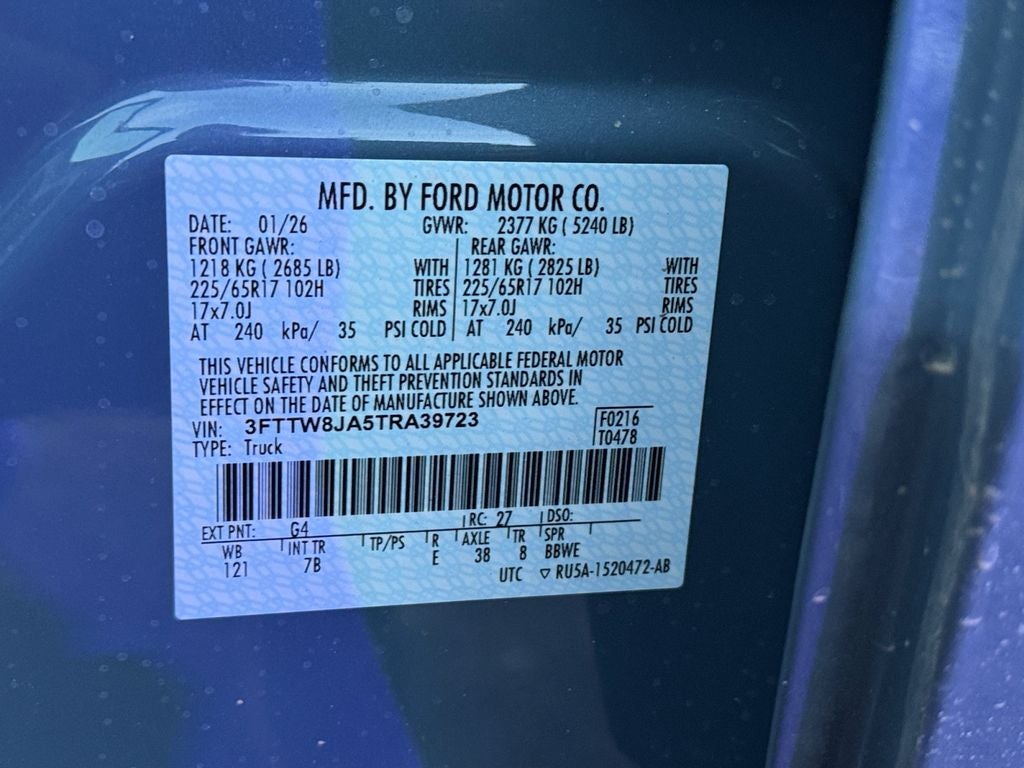 MFD. BY FORD MOTOR CO.
DATE: 01/26 GVWR: 2377 KG ( 5240 LB)
FRONT GAWR: REAR GAWR:
1218 KG ( 2685 LB) WITH 1281 KG ( 2825 LB) WITH
225/65R17 102H TIRES 225/65R17 102H TIRES
17x7.0J RIMS 17x7.0J RIMS
AT 240 kPa/ 35 PSI COLD AT 240 kPa/ 35 PSI COLD
THIS VEHICLE CONFORMS TO ALL APPLICABLE FEDERAL MOTOR
VEHICLE SAFETY AND THEFT PREVENTION STANDARDS IN
EFFECT ON THE DATE OF MANUFACTURE SHOWN ABOVE.
VIN: 3FTTW8JA5TRA39723 F0216
TYPE: Truck T0478
EXT PNT: G4 RC: 27 DSO:
WB INT TR TP/PS R AXLE TR SPR
121 7B E 38 8 BBWE
UTC ▽ RU5A-1520472-AB